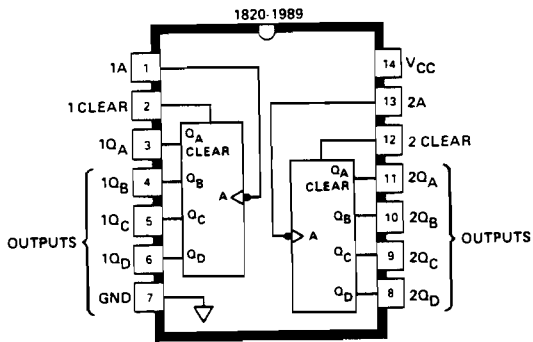 1820-1989
1A 1
1 CLEAR 2
1QA 3
1QB 4
1QC 5
1QD 6
GND 7
OUTPUTS
14 VCC
13 2A
12 2 CLEAR
11 2QA
10 2QB
9 2QC
8 2QD
OUTPUTS
QA
CLEAR
QB
A
QC
QD
QA
CLEAR
QB
A
QC
QD